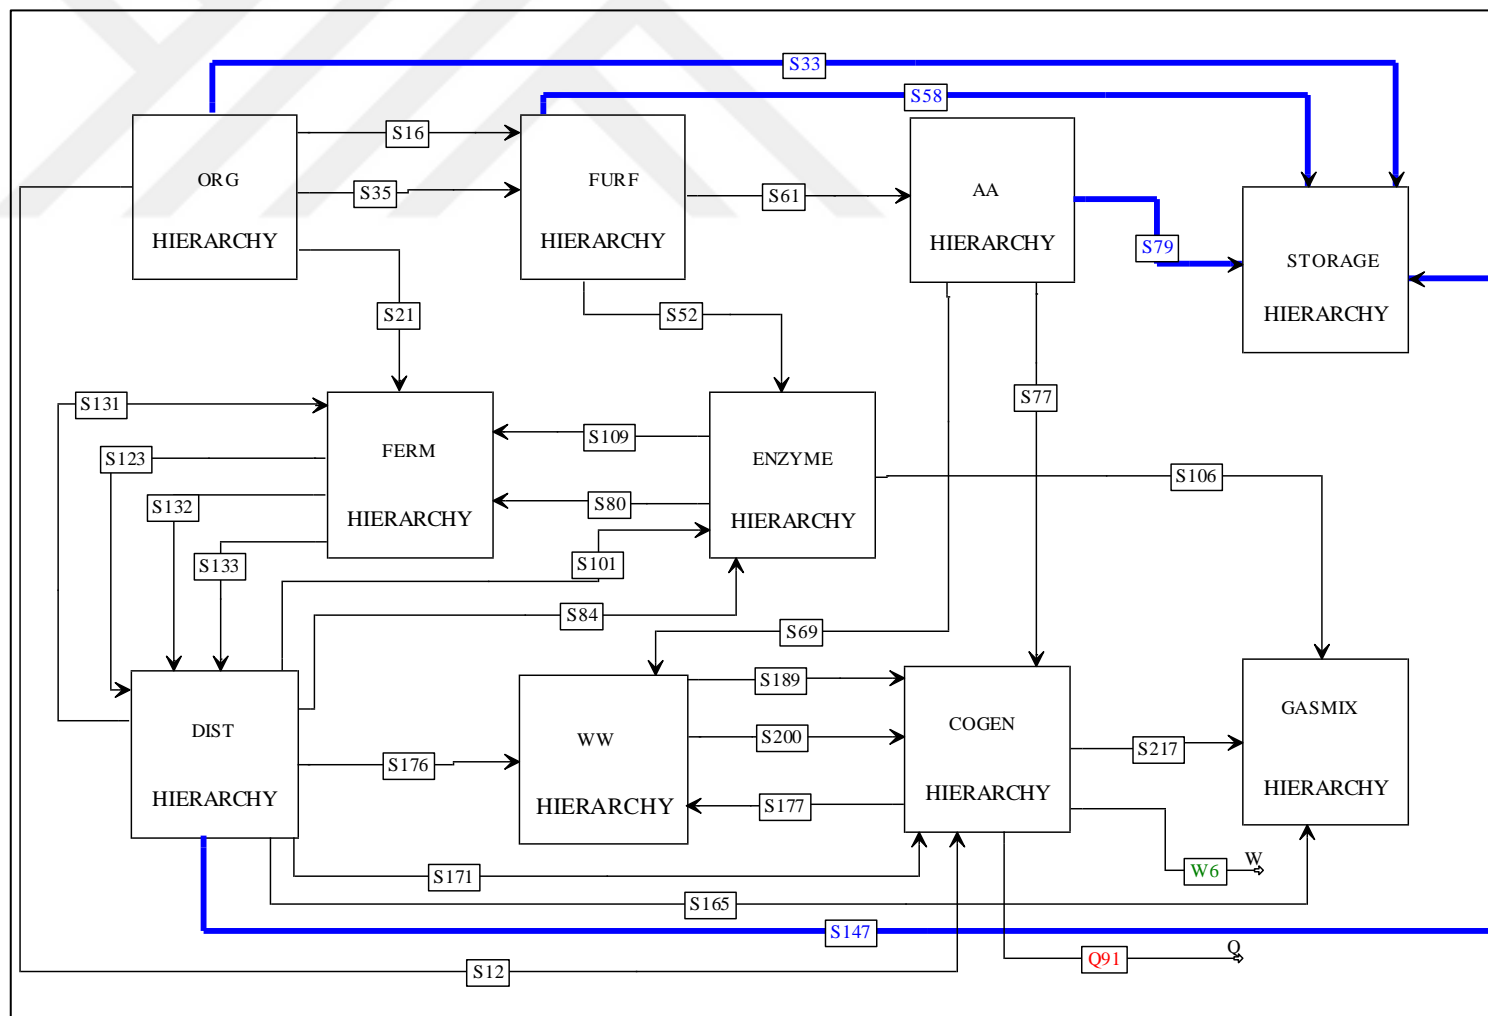 S33
S58
S16
ORG
HIERARCHY
S35
FURF
HIERARCHY
S61
AA
HIERARCHY
S79
STORAGE
HIERARCHY
S21
S52
S77
S131
S123
S132
S133
FERM
HIERARCHY
S109
S80
S101
ENZYME
HIERARCHY
S106
S84
S69
DIST
HIERARCHY
S176
WW
HIERARCHY
S189
S200
S177
COGEN
HIERARCHY
S217
GASMIX
HIERARCHY
S171
W6
W
S165
S147
S12
Q91
Q